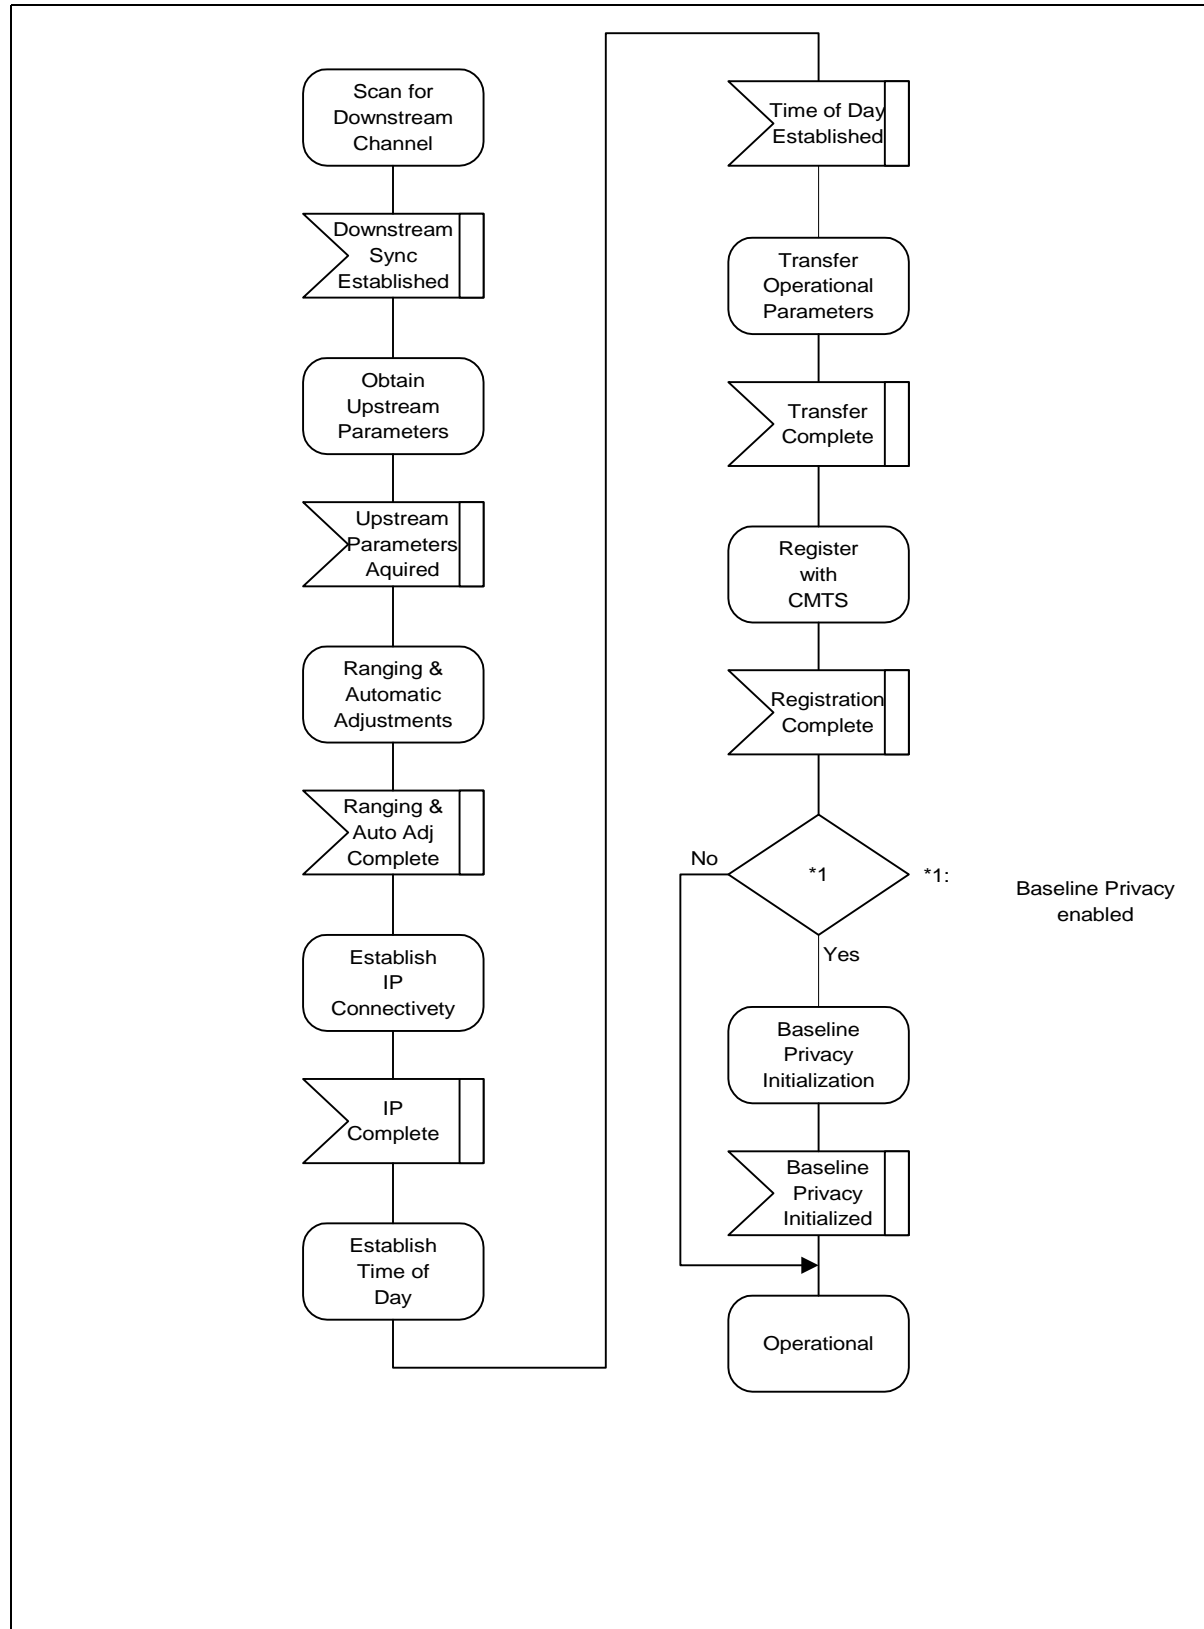 Scan for
Downstream
Channel
Downstream
Sync
Established
Obtain
Upstream
Parameters
Upstream
Parameters
Aquired
Ranging &
Automatic
Adjustments
Ranging &
Auto Adj
Complete
Establish
IP
Connectivety
IP
Complete
Establish
Time of
Day
Time of Day
Established
Transfer
Operational
Parameters
Transfer
Complete
Register
with
CMTS
Registration
Complete
No
*1
*1:
Baseline Privacy
enabled
Yes
Baseline
Privacy
Initialization
Baseline
Privacy
Initialized
Operational